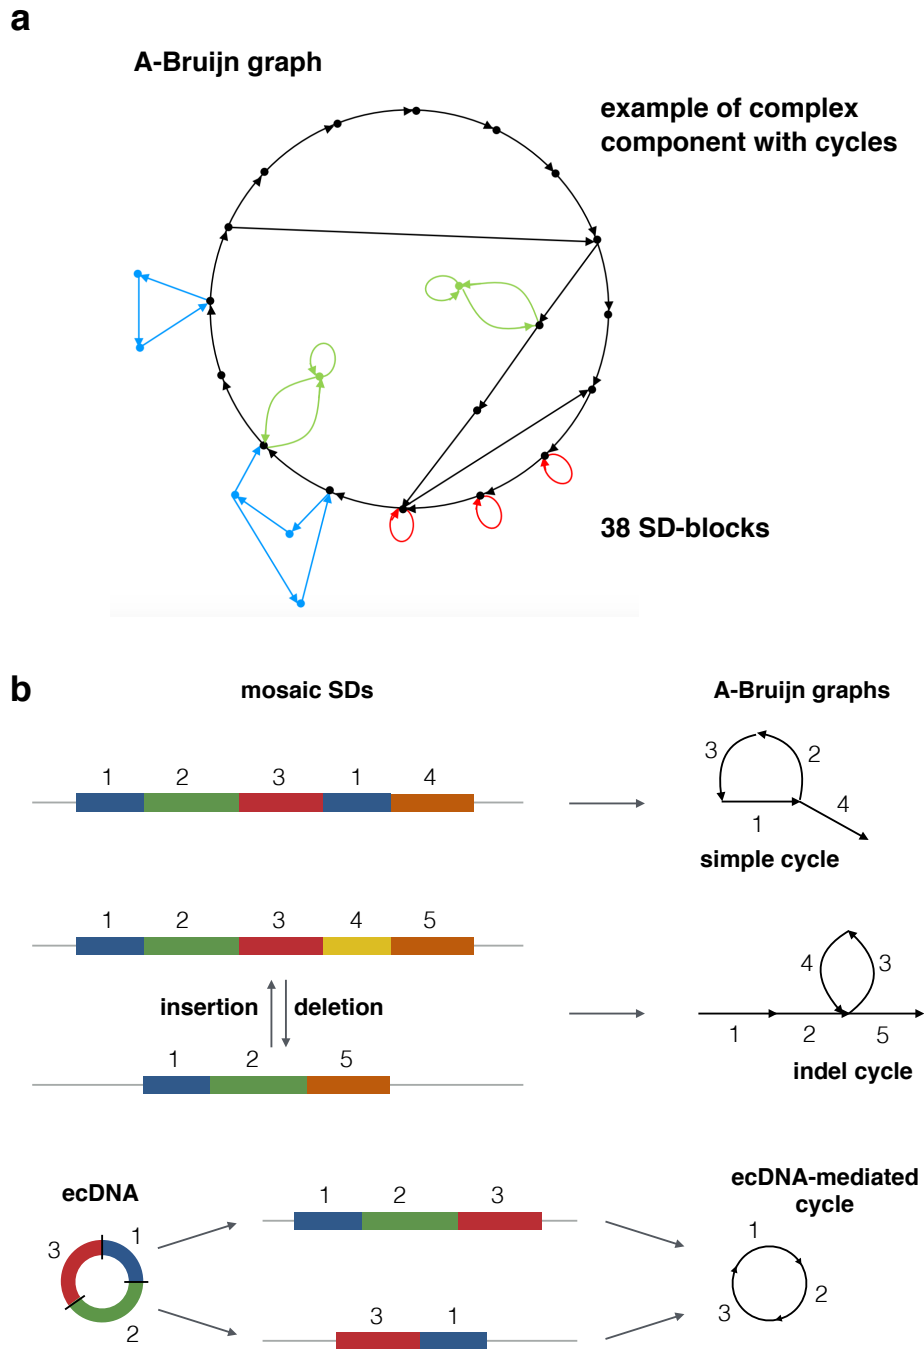 a
A-Bruijn graph
example of complex
component with cycles
38 SD-blocks
b
mosaic SDs
A-Bruijn graphs
1 2 3 1 4
3 2
1 4
simple cycle
1 2 3 4 5
4 3
insertion deletion
1 2 5
1 2 5
indel cycle
ecDNA
ecDNA-mediated
cycle
1 2 3
3 1
2
3 1
1
3 2